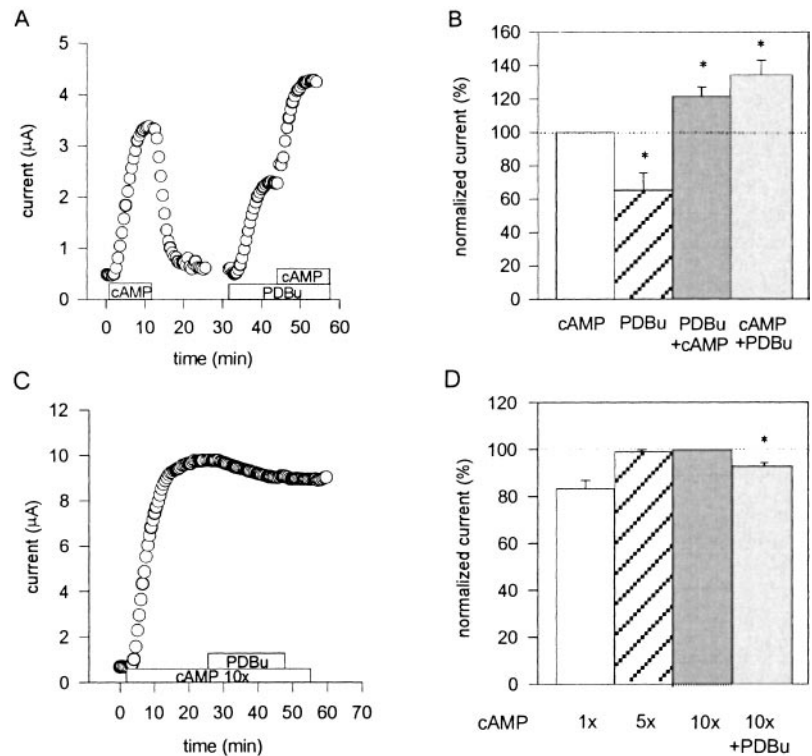 A
current (µA)
5
4
3
2
1
0
cAMP
cAMP
PDBu
0 10 20 30 40 50 60
time (min)
B
normalized current (%)
160
140
120
100
80
60
40
20
0
*
*
*
cAMP PDBu PDBu cAMP
+cAMP +PDBu
C
current (µA)
12
10
8
6
4
2
0
PDBu
cAMP 10x
0 10 20 30 40 50 60 70
time (min)
D
normalized current (%)
120
100
80
60
40
20
0
*
cAMP 1x 5x 10x 10x
+PDBu